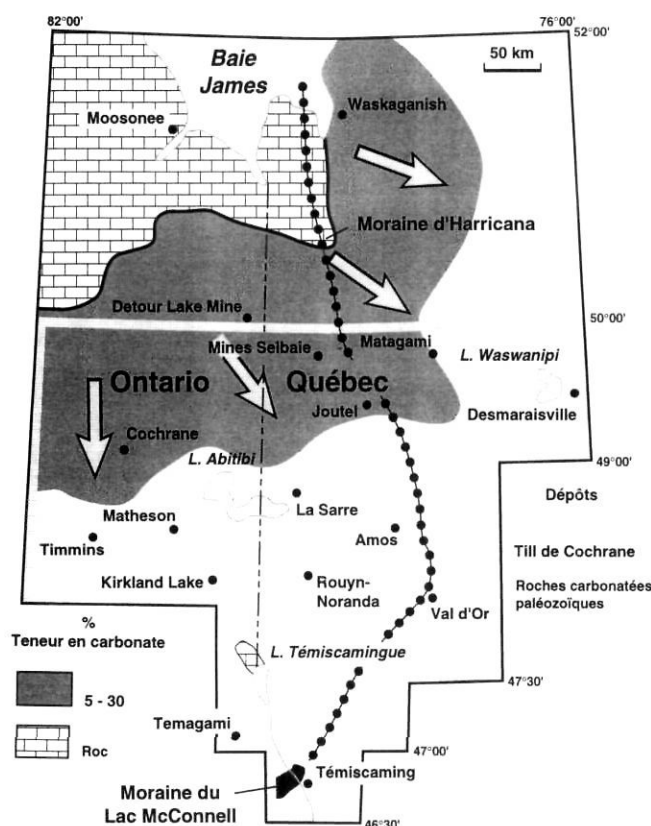 82°00'
76°00'
52°00'
Baie
James
50 km
Moosonee
Waskaganish
Moraine d'Harricana
Detour Lake Mine
50°00'
Mines Selbaie
Matagami
L. Waswanipi
Ontario
Québec
Joutel
Desmaraisville
Cochrane
L. Abitibi
49°00'
Dépôts
La Sarre
Matheson
Timmins
Amos
Till de Cochrane
Kirkland Lake
Rouyn-
Noranda
Roches carbonatées
paléozoïques
Val d'Or
%
Teneur en carbonate
L. Témiscamingue
47°30'
5 - 30
Temagami
Roc
47°00'
Témiscaming
Moraine du
Lac McConnell
46°30'